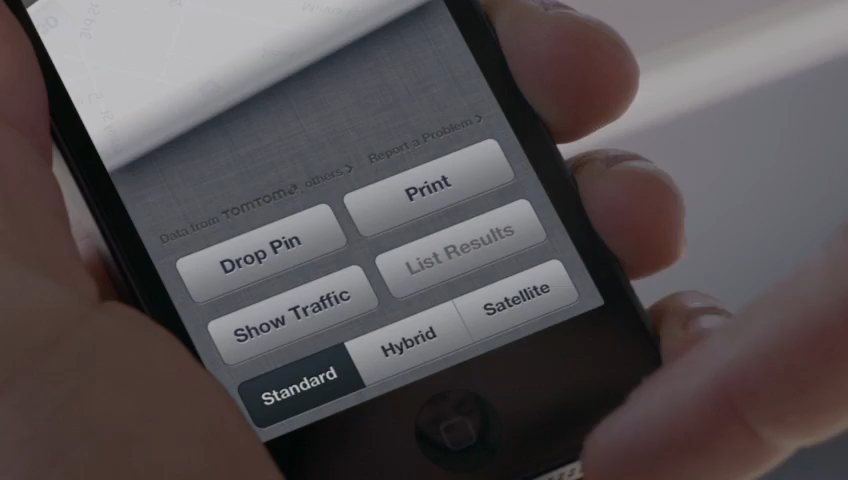 Data from TOMTOM, others >
Report a Problem >
Drop Pin
Print
Show Traffic
List Results
Standard
Hybrid
Satellite